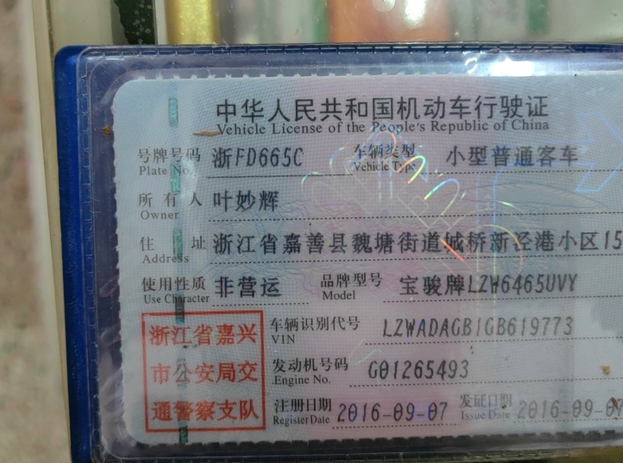 中华人民共和国机动车行驶证
Vehicle License of the People's Republic of China
号牌号码 浙FD665C 车辆类型 小型普通客车
Plate No. Vehicle Type
所有人 叶妙辉
Owner
住址 浙江省嘉善县魏塘街道城桥新泾港小区15
Address
使用性质 非营运 品牌型号 宝骏牌LZW6465UVY
Use Character Model
浙江省嘉兴 车辆识别代号 LZWADAGB1GB619773
VIN
市公安局交 发动机号码 G01265493
Engine No.
通警察支队 注册日期 2016-09-07 发证日期 2016-09-07
Register Date Issue Date